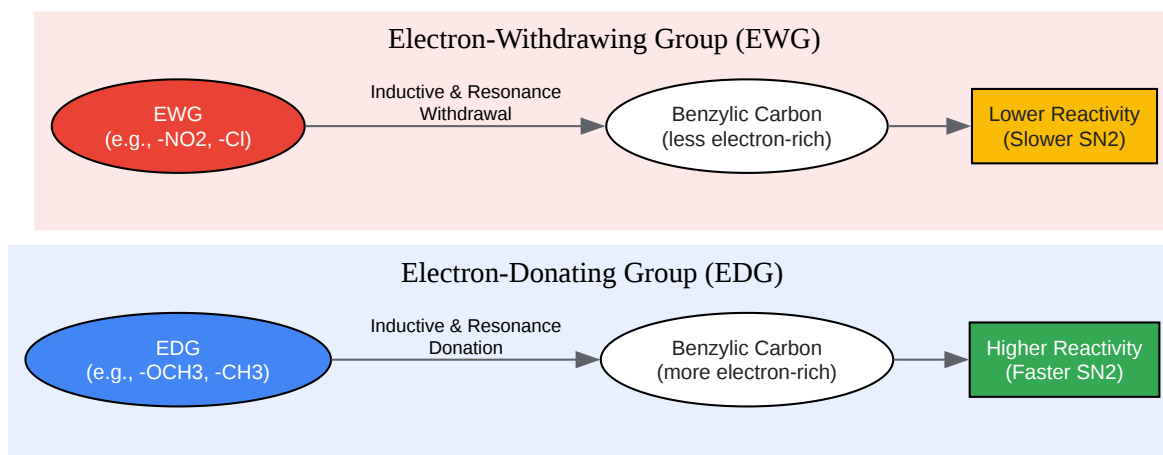 Electron-Withdrawing Group (EWG)
EWG
(e.g., -NO2, -Cl)
Inductive & Resonance
Withdrawal
Benzylic Carbon
(less electron-rich)
Lower Reactivity
(Slower SN2)
Electron-Donating Group (EDG)
EDG
(e.g., -OCH3, -CH3)
Inductive & Resonance
Donation
Benzylic Carbon
(more electron-rich)
Higher Reactivity
(Faster SN2)